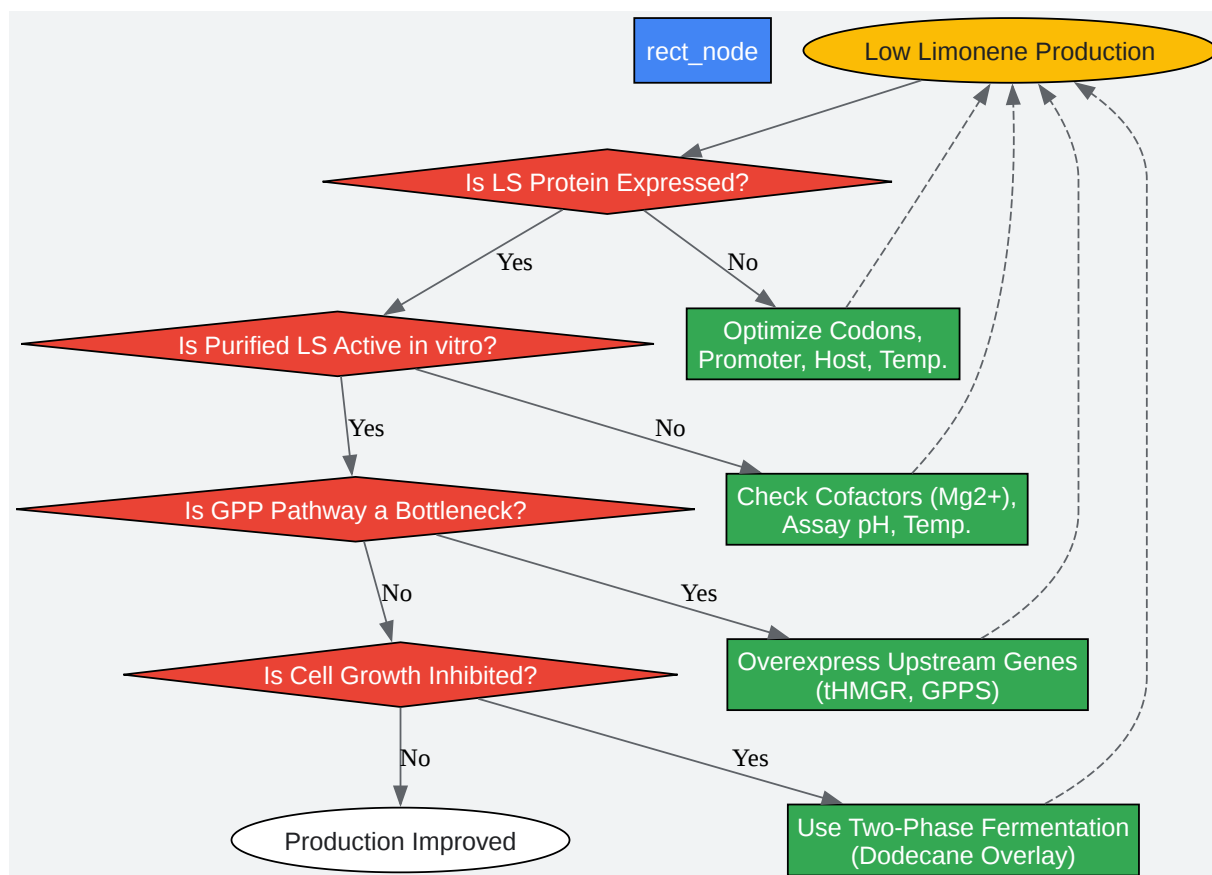 rect_node
Low Limonene Production
Is LS Protein Expressed?
Yes
No
Optimize Codons,
Promoter, Host, Temp.
Is Purified LS Active in vitro?
Yes
No
Check Cofactors (Mg2+),
Assay pH, Temp.
Is GPP Pathway a Bottleneck?
No
Yes
Overexpress Upstream Genes
(tHMGR, GPPS)
Is Cell Growth Inhibited?
No
Yes
Production Improved
Use Two-Phase Fermentation
(Dodecane Overlay)